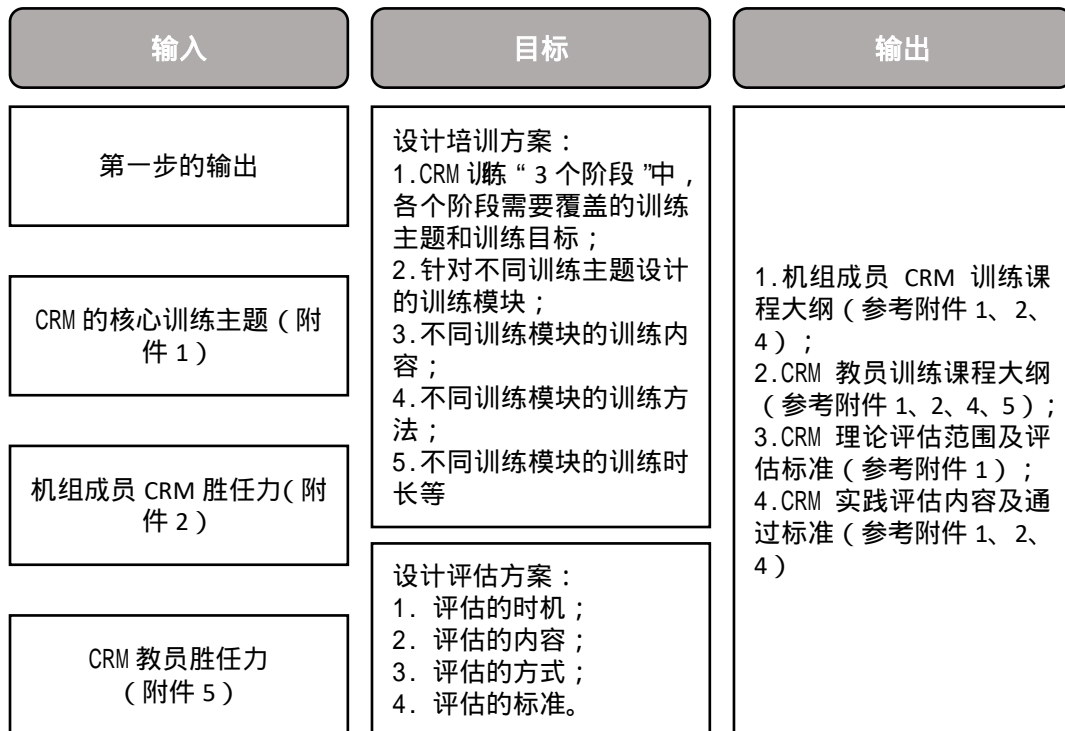 输入
目标
输出
第一步的输出
CRM 的核心训练主题（附
件 1）
机组成员 CRM 胜任力（附
件 2）
CRM 教员胜任力
（附件 5）
设计培训方案：
1.CRM 训练“3 个阶段”中，
各个阶段需要覆盖的训练
主题和训练目标；
2.针对不同训练主题设计
的训练模块；
3.不同训练模块的训练内
容；
4.不同训练模块的训练方
法；
5.不同训练模块的训练时
长等
设计评估方案：
1. 评估的时机；
2. 评估的内容；
3. 评估的方式；
4. 评估的标准。
1.机组成员 CRM 训练课
程大纲（参考附件 1、2、
4）；
2.CRM 教员训练课程大纲
（参考附件 1、2、4、5）；
3.CRM 理论评估范围及评
估标准（参考附件 1）；
4.CRM 实践评估内容及通
过标准（参考附件 1、2、
4）